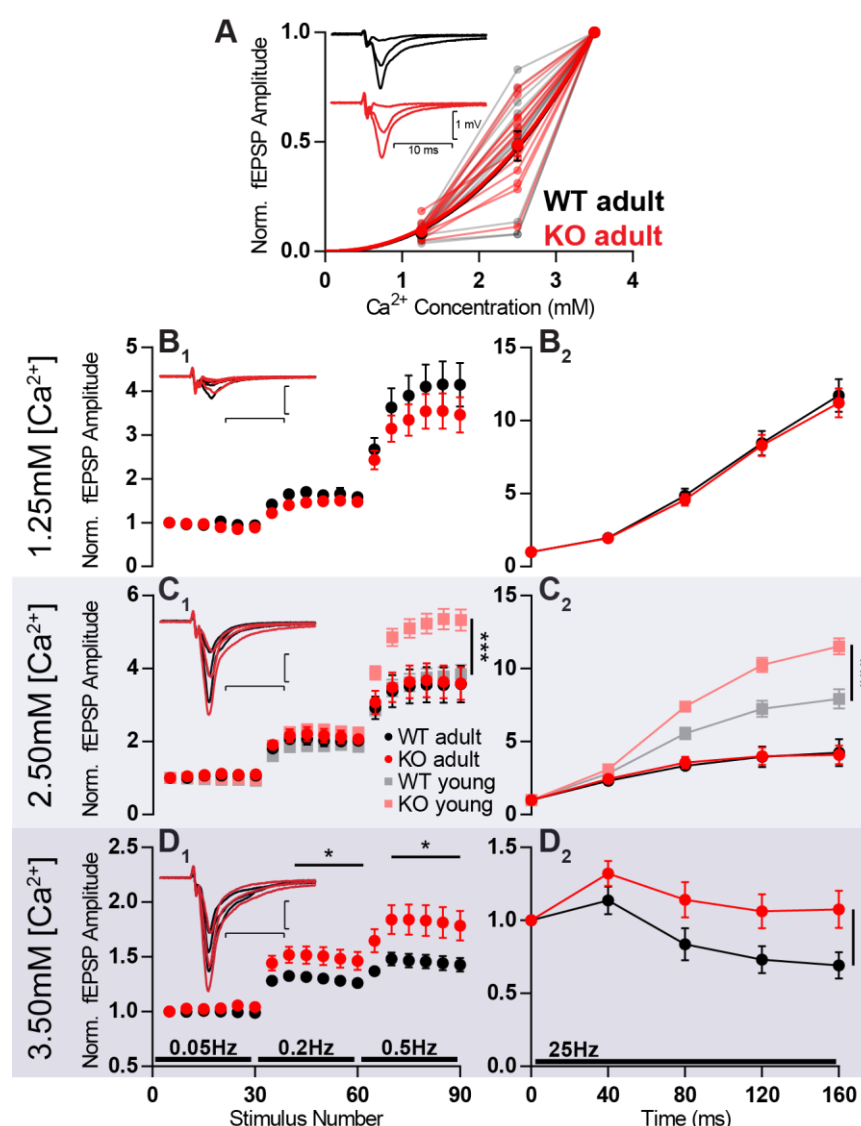 A
Norm. fEPSP Amplitude
1.0
0.5
0.0
1 mV
10 ms
WT adult
KO adult
0 1 2 3 4
Ca²⁺ Concentration (mM)
1.25mM [Ca²⁺]
B₁
Norm. fEPSP Amplitude
5
4
3
2
1
0
B₂
15
10
5
0
2.50mM [Ca²⁺]
C₁
Norm. fEPSP Amplitude
6
4
2
0
***
WT adult
KO adult
WT young
KO young
C₂
15
10
5
0
3.50mM [Ca²⁺]
D₁
Norm. fEPSP Amplitude
2.5
2.0
1.5
1.0
0.5
* *
0.05Hz 0.2Hz 0.5Hz
0 30 60 90
Stimulus Number
D₂
1.5
1.0
0.5
0.0
25Hz
0 40 80 120 160
Time (ms)